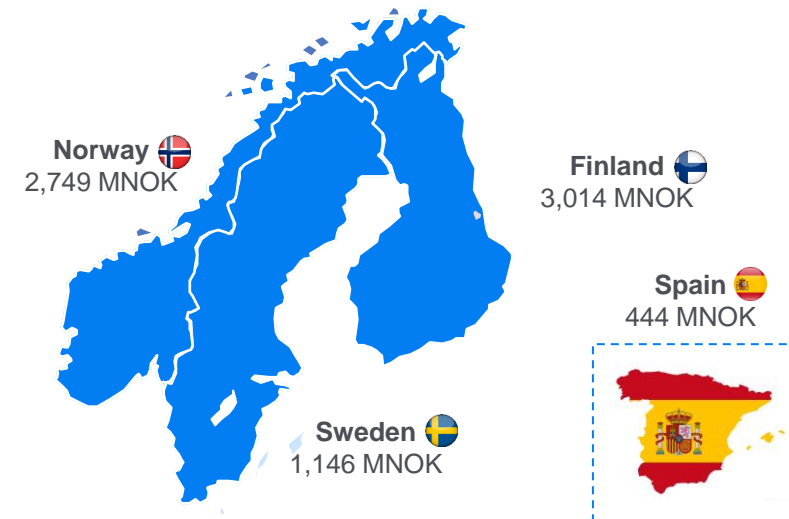 Norway
2,749 MNOK
Finland
3,014 MNOK
Spain
444 MNOK
Sweden
1,146 MNOK